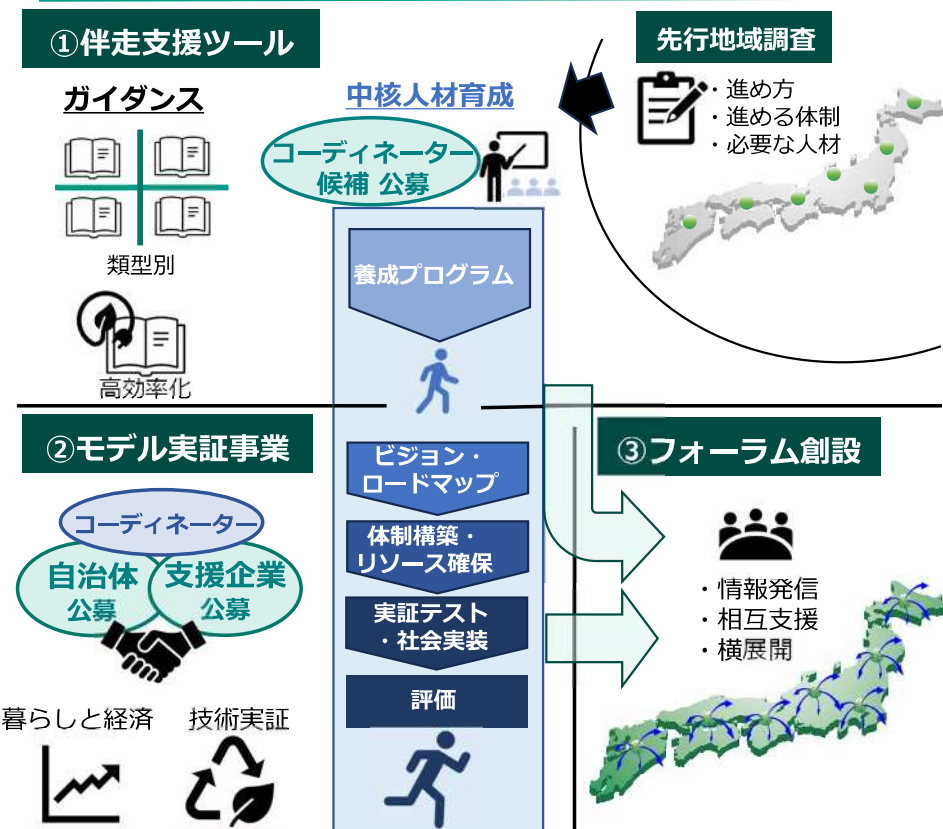 ①伴走支援ツール
ガイダンス
類型別
高効率化
中核人材育成
コーディネーター
候補 公募
養成プログラム
先行地域調査
・進め方
・進める体制
・必要な人材
②モデル実証事業
コーディネーター
自治体
公募
支援企業
公募
暮らしと経済
技術実証
ビジョン・
ロードマップ
体制構築・
リソース確保
実証テスト
・社会実装
評価
③フォーラム創設
・情報発信
・相互支援
・横展開